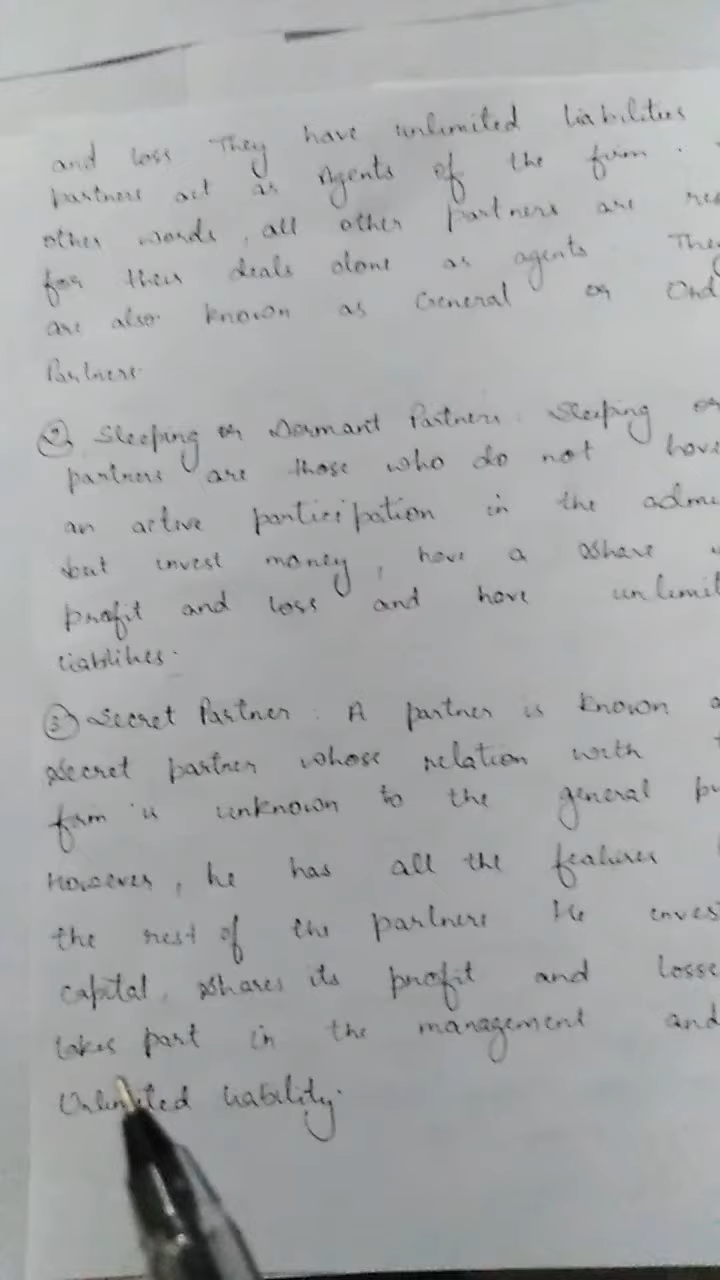 and loss They have unlimited liabilities
partners act as Agents of the firm.
other words, all other partners are
for their deals done as agents They
are also known as General or Ord
Partners.
② Sleeping or Dormant Partners: Sleeping or
partners are those who do not have
an active participation in the adm
but invest money, have a share
profit and loss and have unlimit
liablities.
③ Secret Partner: A partner is known a
secret partner whose relation with t
firm is unknown to the general pu
However, he has all the features
the rest of the partners He inves
capital, shares its profit and losse
takes part in the management and
Unlimited liability.